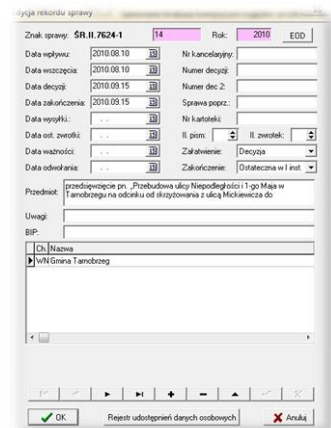 Edycja rekordu sprawy
Znak sprawy: ŚR.II.7624-1 14 Rok: 2010 EOD
Data wpływu: 2010.08.10 Nr kancelaryjny:
Data wszczęcia: 2010.08.10 Numer decyzji:
Data decyzji: 2010.09.15 Numer dec 2:
Data zakończenia: 2010.09.15 Sprawa poprz.:
Data wysyłki.: . . Nr kartoteki:
Data ost. zwrotki: . . Il. pism: Il. zwrotek:
Data ważności: . . Załatwienie: Decyzja
Data odwołania: . . Zakończenie: Ostateczna w I inst.
Przedmiot: przedsięwzięcie pn. „Przebudowa ulicy Niepodległości i 1-go Maja w
Tarnobrzegu na odcinku od skrzyżowania z ulicą Mickiewicza do
Uwagi:
BIP:
Ch. Nazwa
WN Gmina Tarnobrzeg
OK Rejestr udostępnień danych osobowych Anuluj